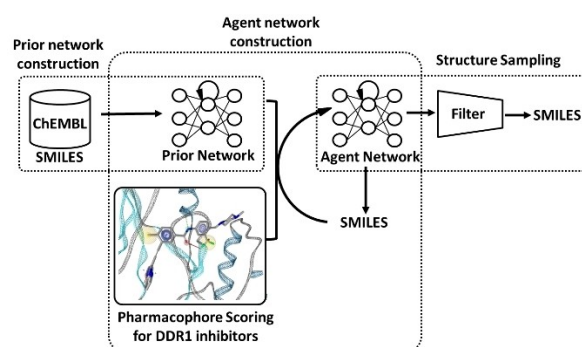 Agent network
construction
Prior network
construction
Structure Sampling
ChEMBL
SMILES
Prior Network
Agent Network
Filter
SMILES
SMILES
Pharmacophore Scoring
for DDR1 inhibitors